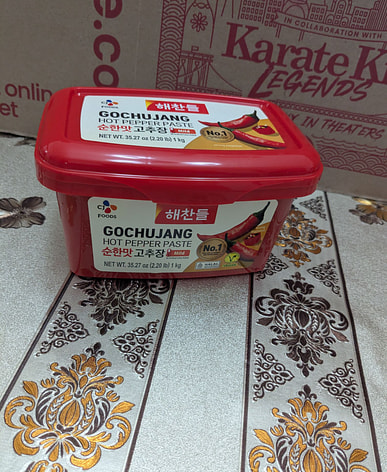 e.co
online
et
IN COLLABORATION WITH
Karate K
LEGENDS
IN THEATERS
CJ
FOODS
해찬들
GOCHUJANG
HOT PEPPER PASTE
순한맛 고추장 Mild
NET WT. 35.27 oz (2.20 lb) 1 kg
No.1
CJ
FOODS
해찬들
GOCHUJANG
HOT PEPPER PASTE
순한맛 고추장 Mild
NET WT. 35.27 oz (2.20 lb) 1 kg
No.1